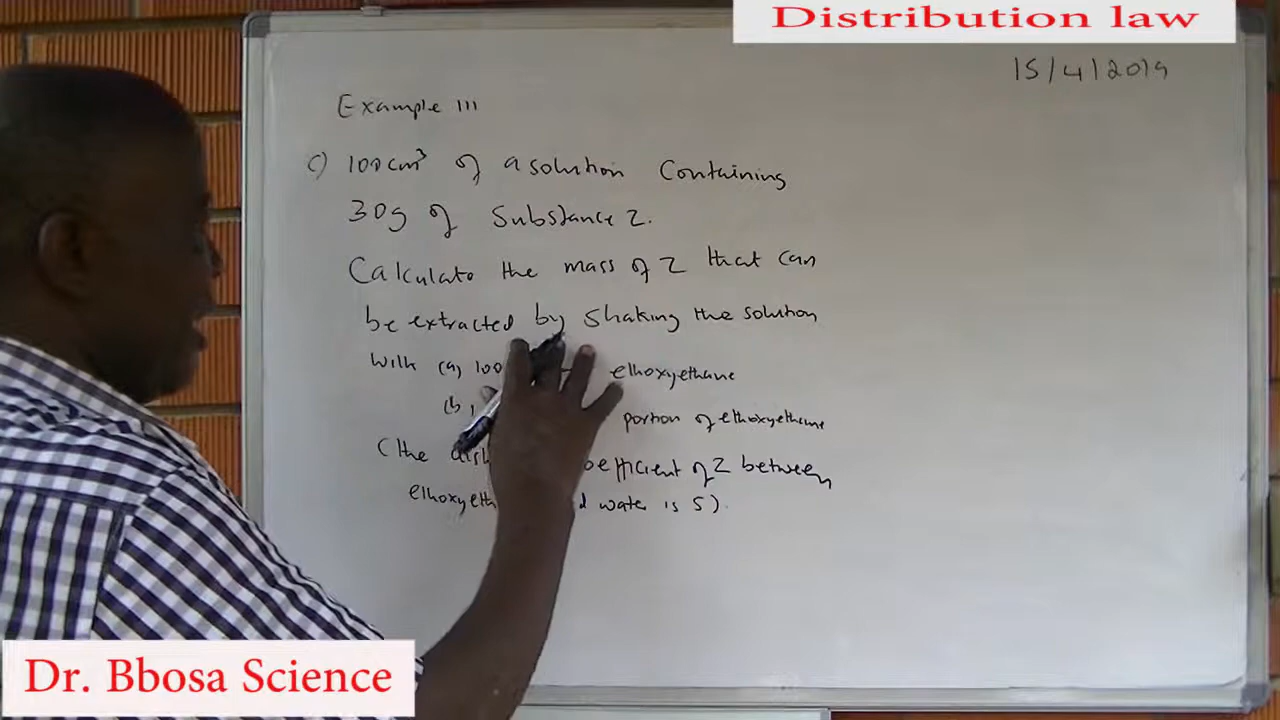 Distribution law
15/4/2019
Example III
c) 100cm³ of a solution Containing
30g of Substance Z.
Calculate the mass of Z that can
be extracted by shaking the solution
with (a) 100 ethoxyethane
(b) portion of ethoxyethane
(the coefficient of Z between
water is 5).
Dr. Bbosa Science